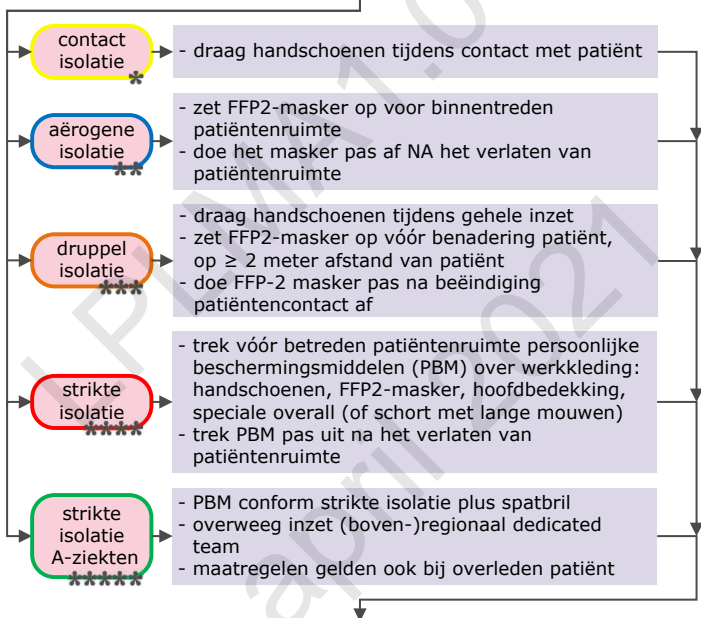 contact
isolatie
*
- draag handschoenen tijdens contact met patiënt
aërogene
isolatie
**
- zet FFP2-masker op voor binnentreden
patiëntenruimte
- doe het masker pas af NA het verlaten van
patiëntenruimte
druppel
isolatie
***
- draag handschoenen tijdens gehele inzet
- zet FFP2-masker op vóór benadering patiënt,
op ≥ 2 meter afstand van patiënt
- doe FFP-2 masker pas na beëindiging
patiëntencontact af
strikte
isolatie
****
- trek vóór betreden patiëntenruimte persoonlijke
beschermingsmiddelen (PBM) over werkkleding:
handschoenen, FFP2-masker, hoofdbedekking,
speciale overall (of schort met lange mouwen)
- trek PBM pas uit na het verlaten van
patiëntenruimte
strikte
isolatie
A-ziekten
*****
- PBM conform strikte isolatie plus spatbril
- overweeg inzet (boven-)regionaal dedicated
team
- maatregelen gelden ook bij overleden patiënt
LPLMA1.0
april 2021